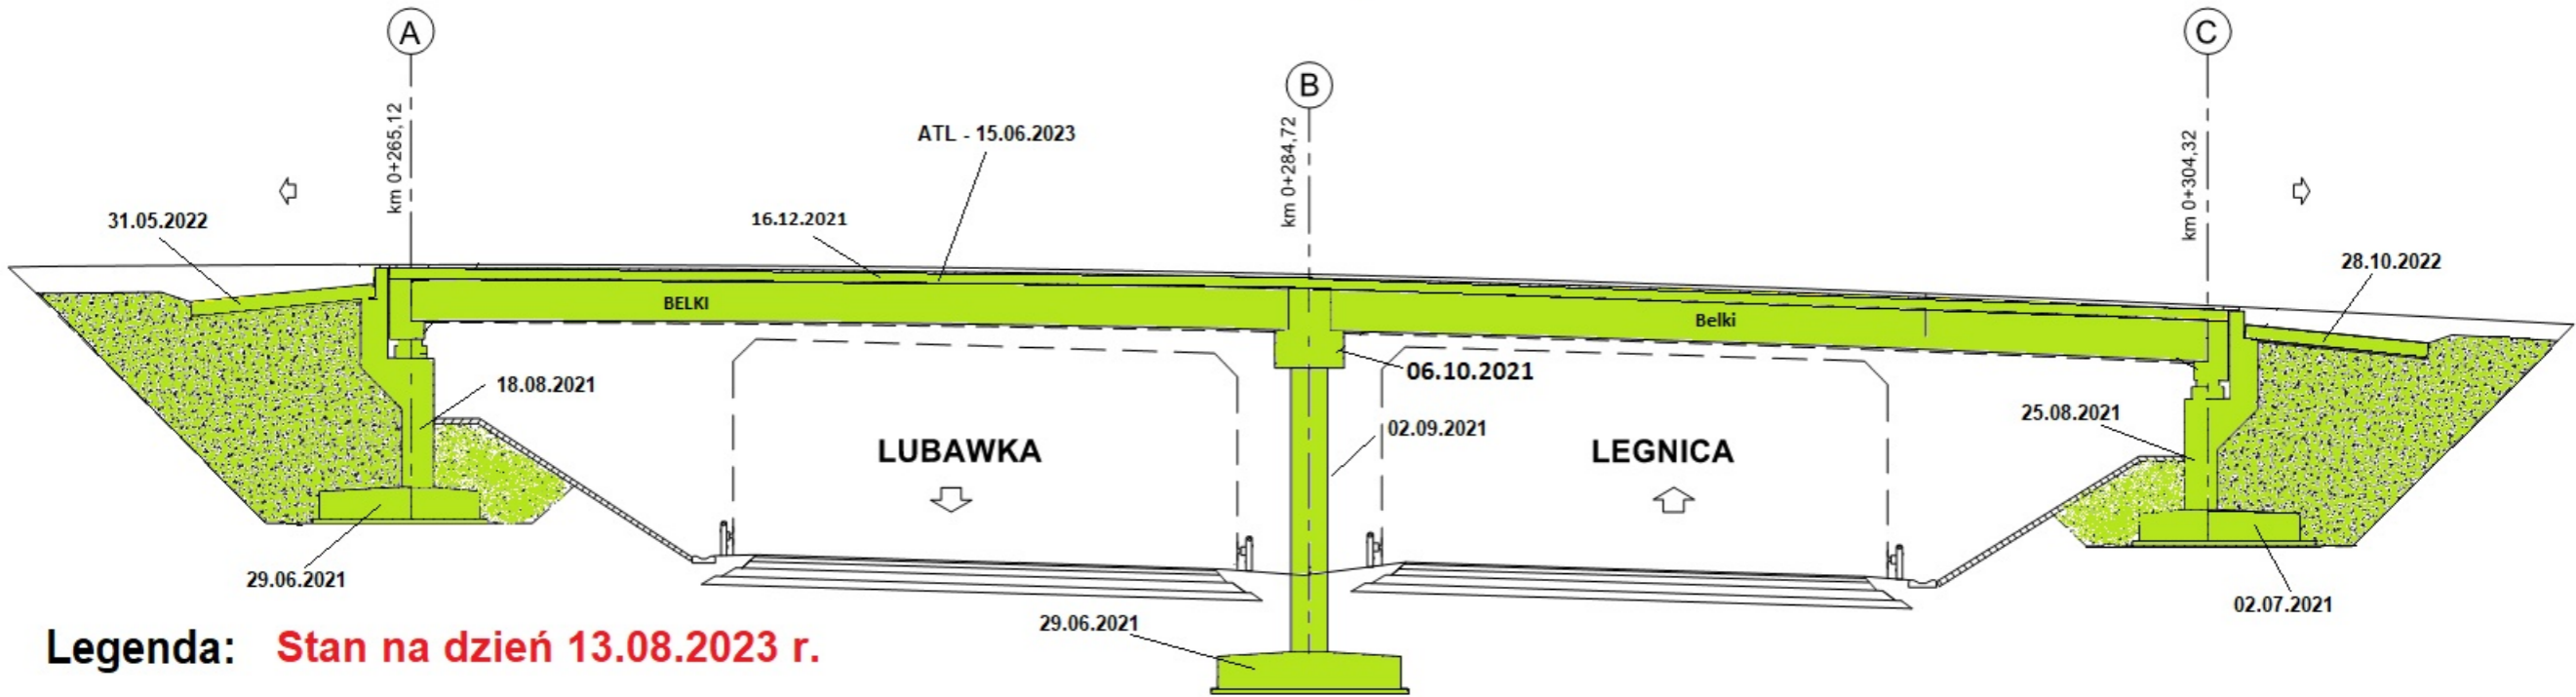 A
B
C
km 0+265,12
km 0+284,72
km 0+304,32
ATL - 15.06.2023
31.05.2022
16.12.2021
28.10.2022
BELKI
Belki
18.08.2021
06.10.2021
02.09.2021
25.08.2021
LUBAWKA
LEGNICA
29.06.2021
29.06.2021
02.07.2021
Legenda: Stan na dzień 13.08.2023 r.